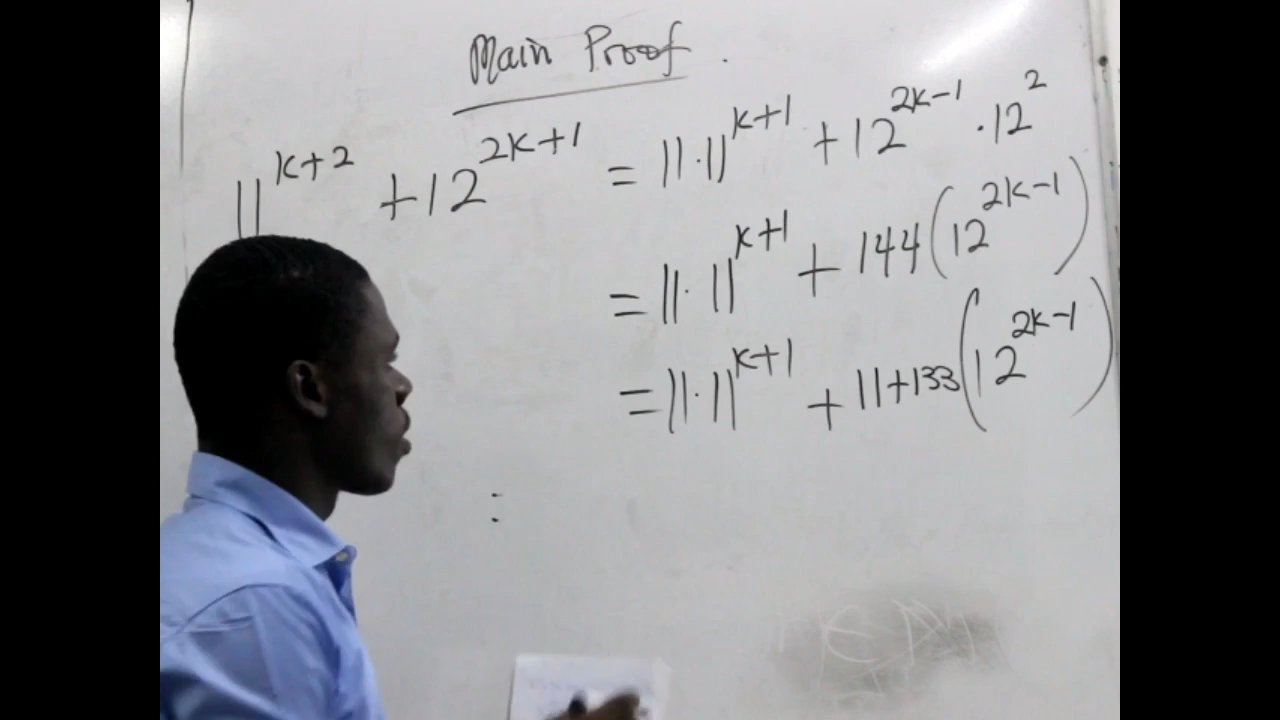 Main Proof.
11^{k+2} + 12^{2k+1} = 11·11^{k+1} + 12^{2k-1} · 12^2
= 11·11^{k+1} + 144(12^{2k-1})
= 11·11^{k+1} + 11+133(12^{2k-1})
: